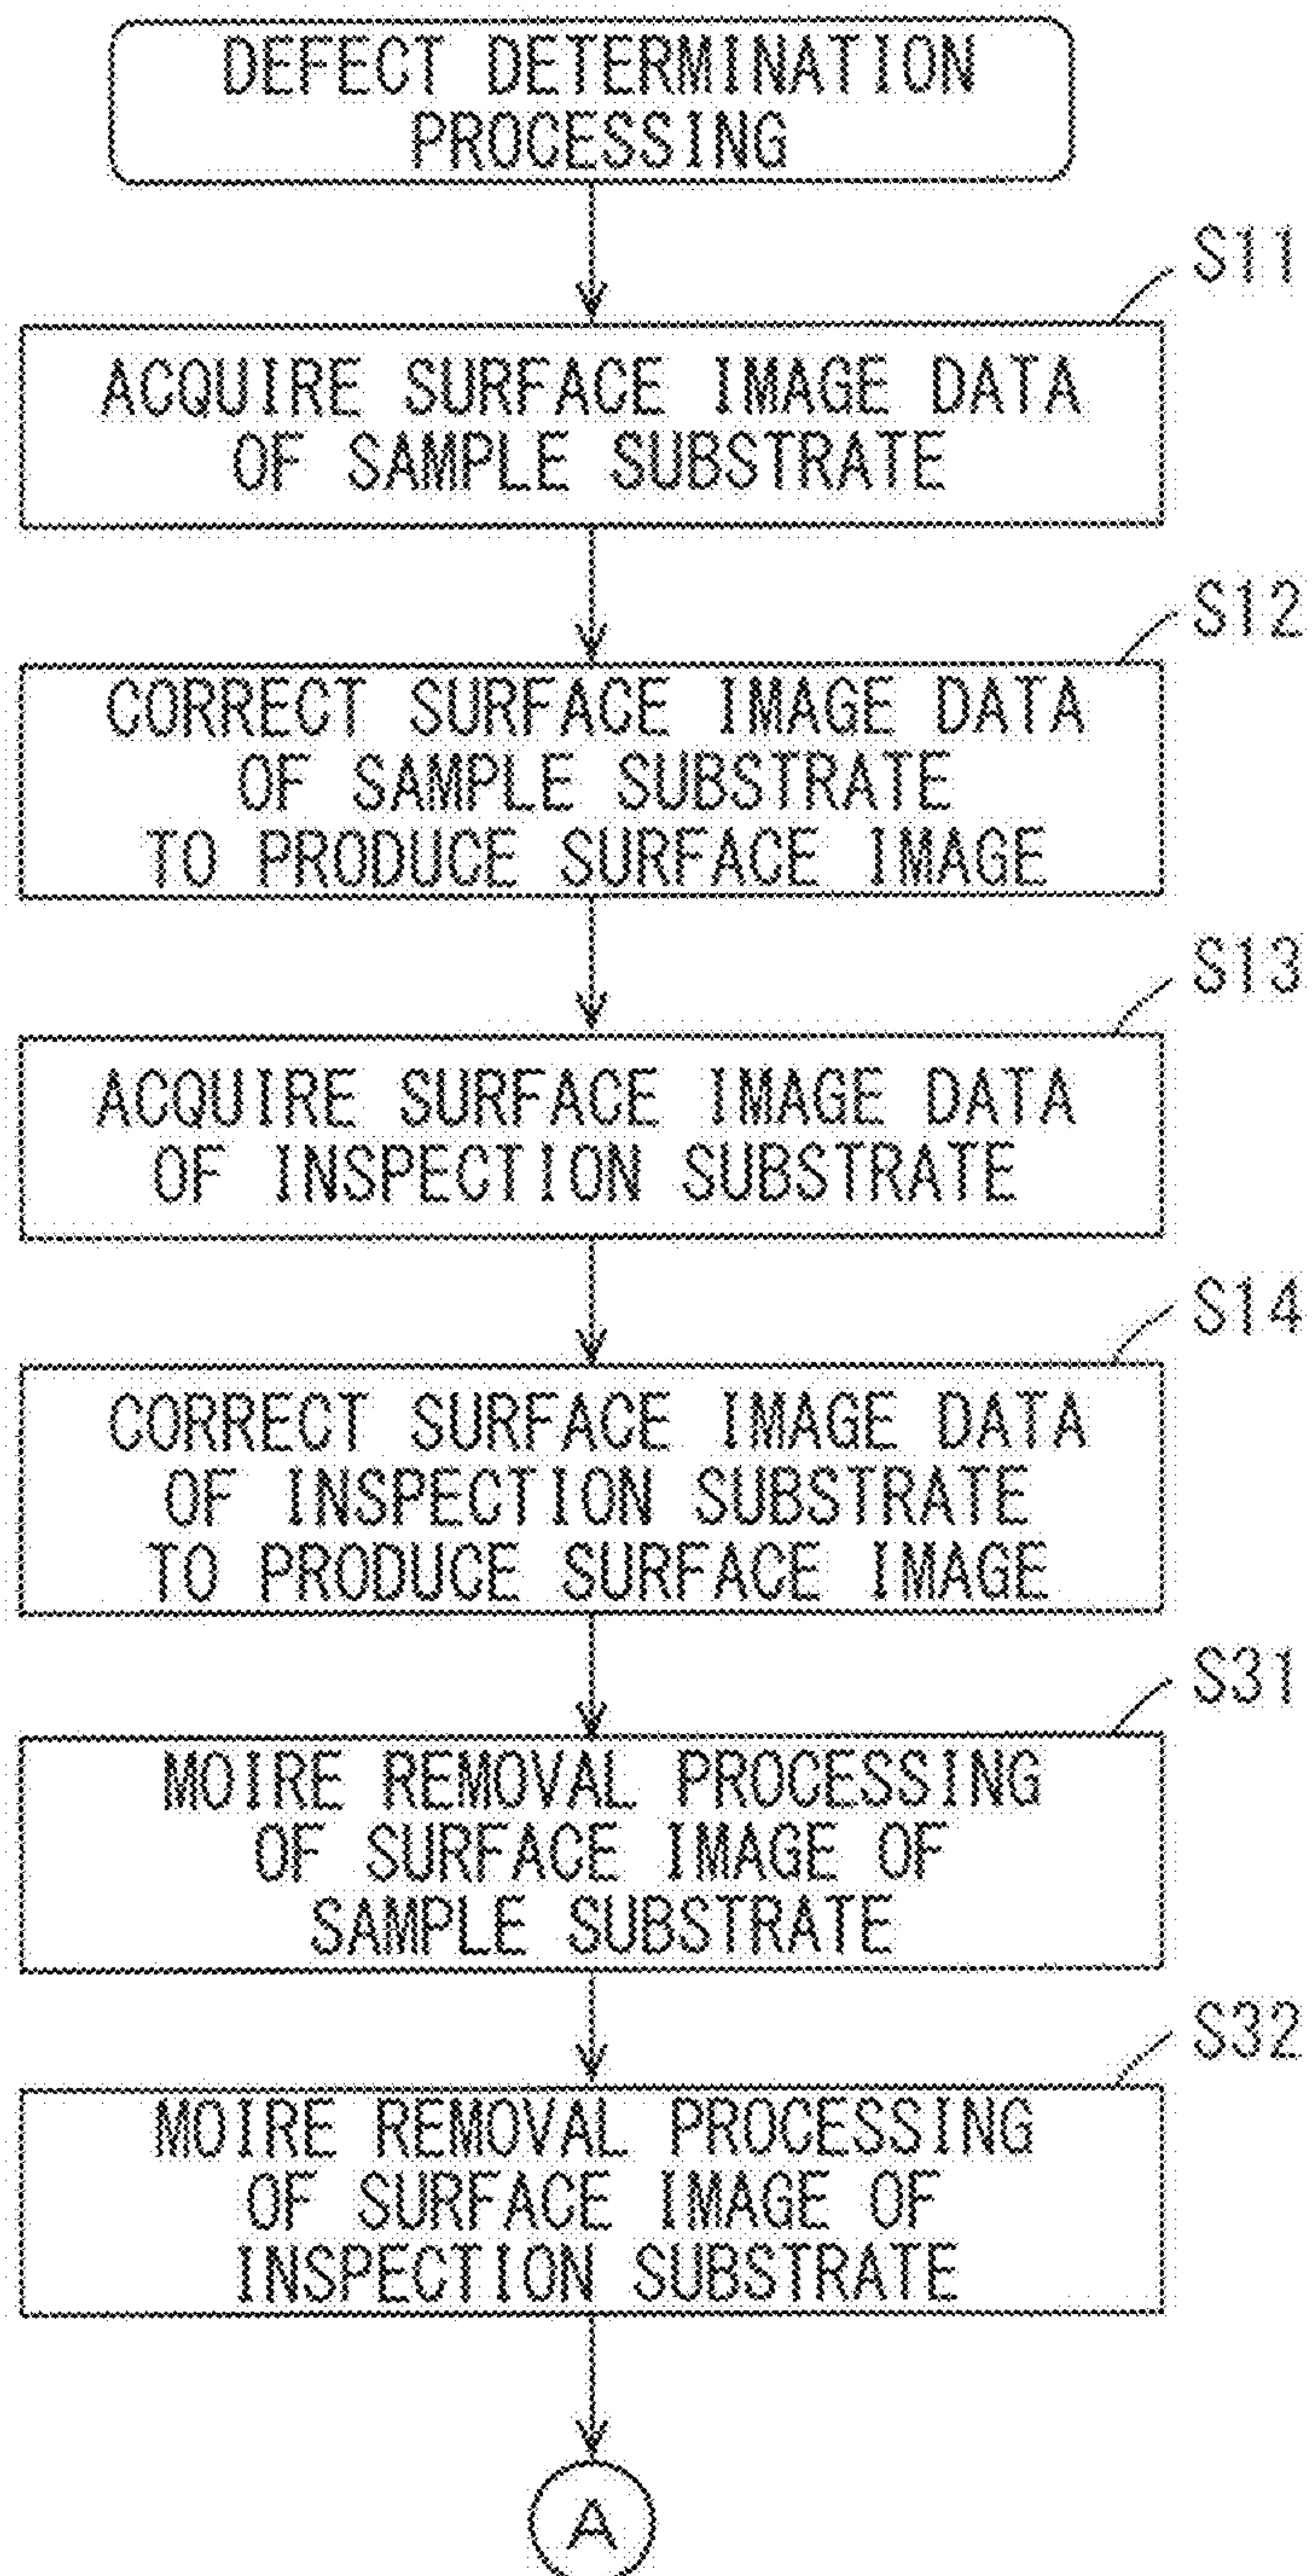 DEFECT DETERMINATION
PROCESSING
S11
ACQUIRE SURFACE IMAGE DATA
OF SAMPLE SUBSTRATE
S12
CORRECT SURFACE IMAGE DATA
OF SAMPLE SUBSTRATE
TO PRODUCE SURFACE IMAGE
S13
ACQUIRE SURFACE IMAGE DATA
OF INSPECTION SUBSTRATE
S14
CORRECT SURFACE IMAGE DATA
OF INSPECTION SUBSTRATE
TO PRODUCE SURFACE IMAGE
S31
MOIRE REMOVAL PROCESSING
OF SURFACE IMAGE OF
SAMPLE SUBSTRATE
S32
MOIRE REMOVAL PROCESSING
OF SURFACE IMAGE OF
INSPECTION SUBSTRATE
A